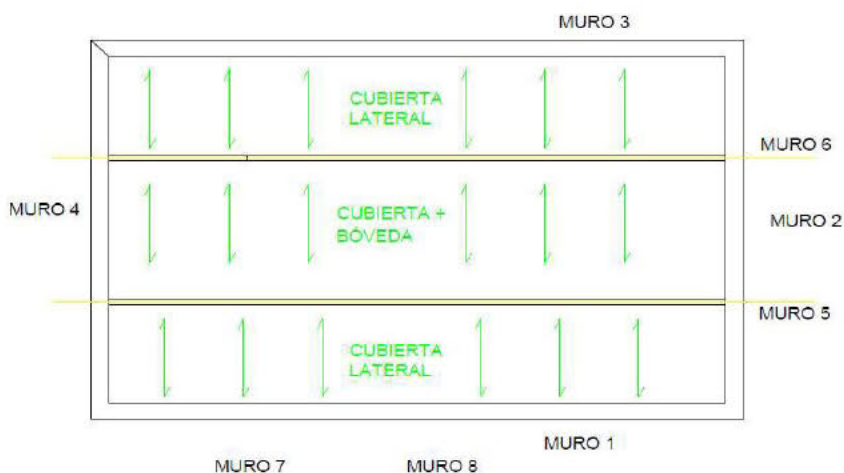 MURO 3
CUBIERTA
LATERAL
MURO 6
MURO 4
CUBIERTA +
BÓVEDA
MURO 2
MURO 5
CUBIERTA
LATERAL
MURO 1
MURO 7
MURO 8